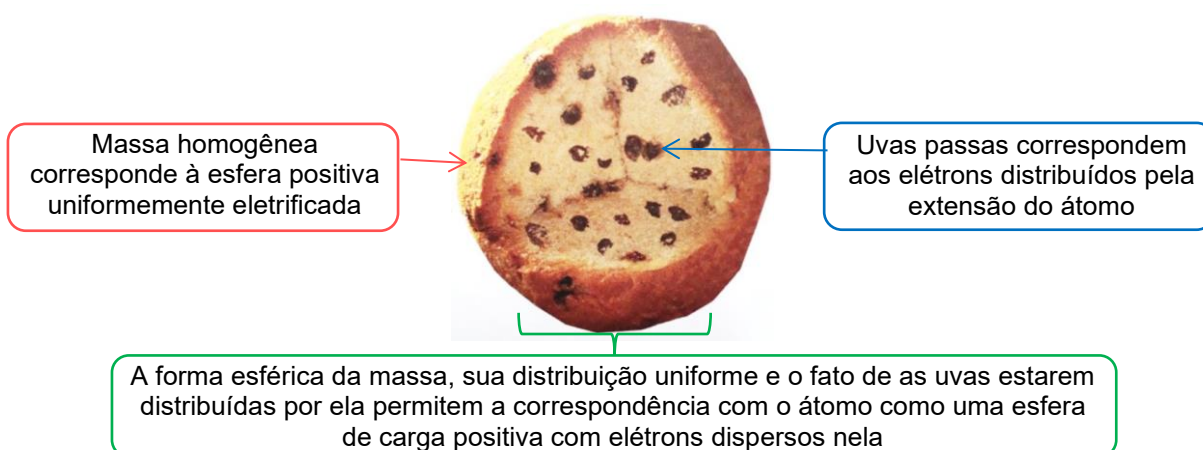 Massa homogênea
corresponde à esfera positiva
uniformemente eletrificada
Uvas passas correspondem
aos elétrons distribuídos pela
extensão do átomo
A forma esférica da massa, sua distribuição uniforme e o fato de as uvas estarem
distribuídas por ela permitem a correspondência com o átomo como uma esfera
de carga positiva com elétrons dispersos nela